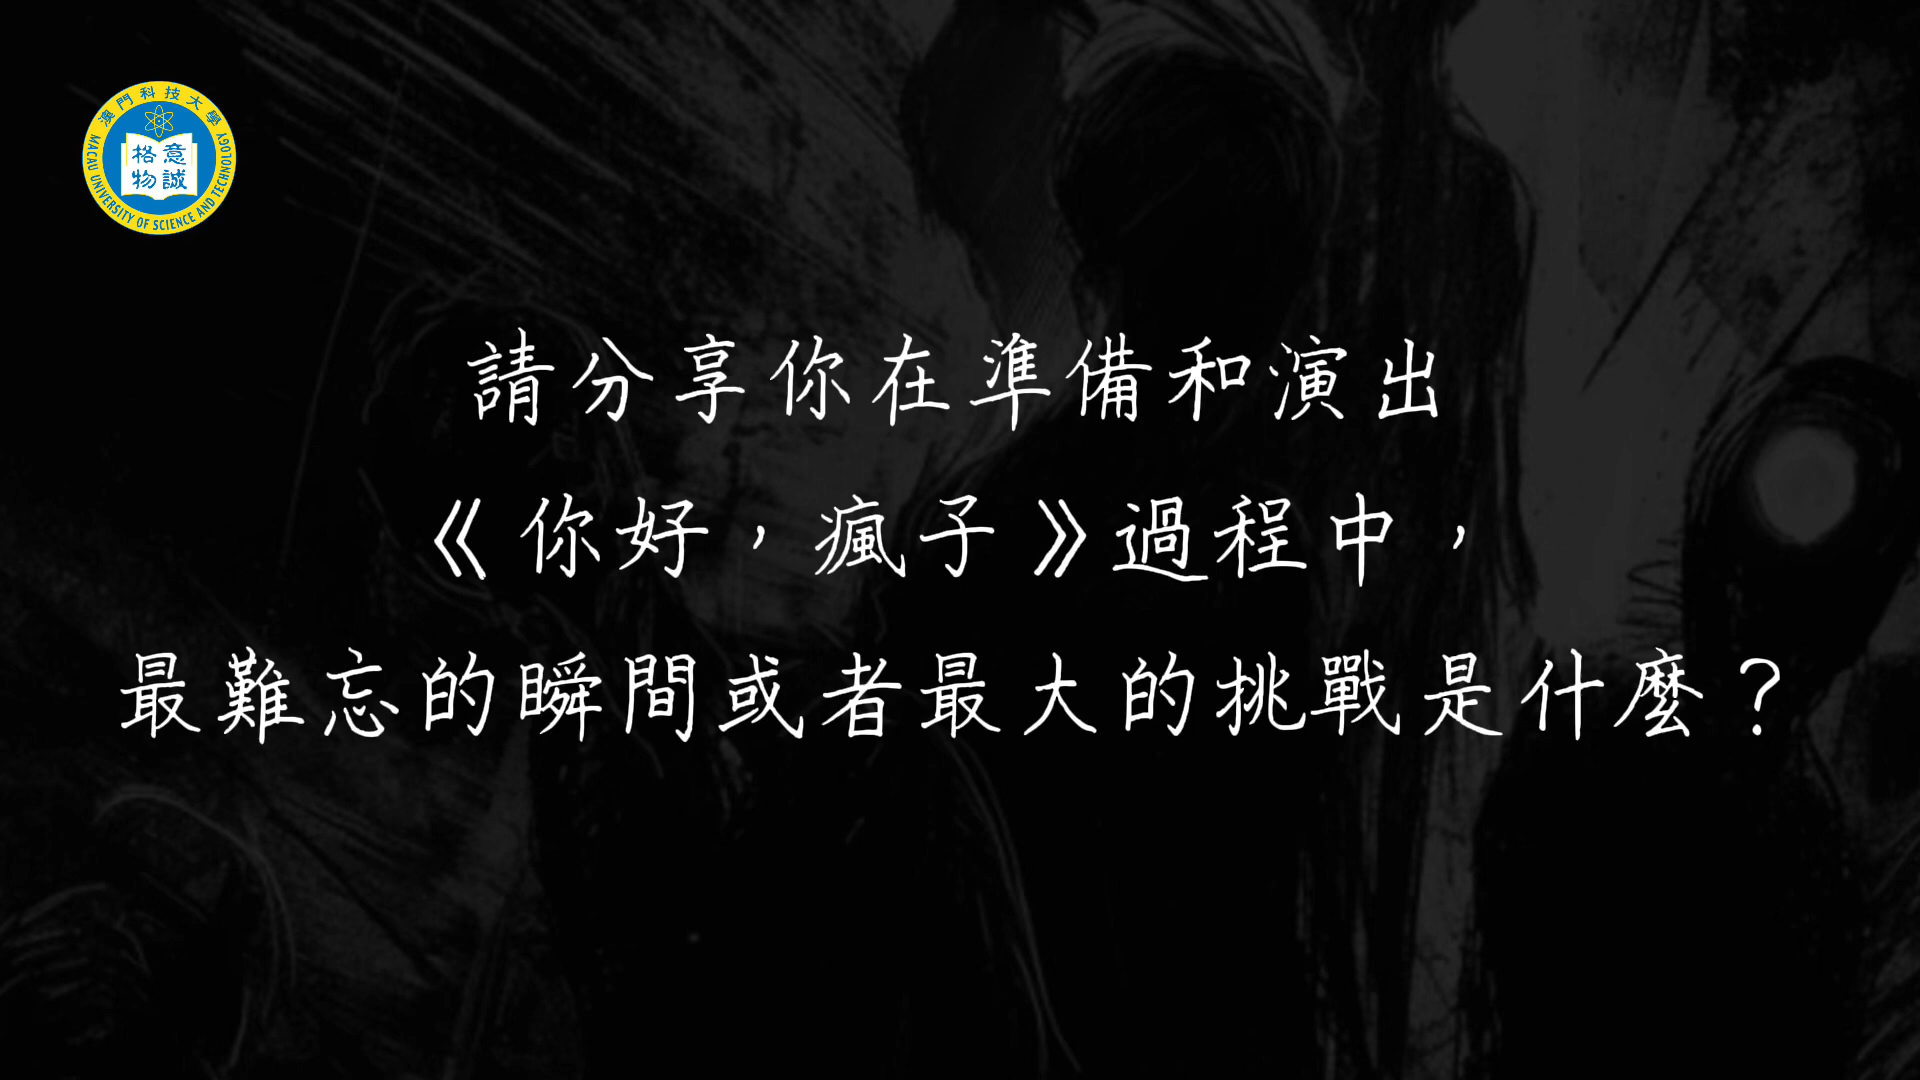 澳門科技大學
格意
物誠
MACAU UNIVERSITY OF SCIENCE AND TECHNOLOGY
請分享你在準備和演出
《你好，瘋子》過程中，
最難忘的瞬間或者最大的挑戰是什麼？